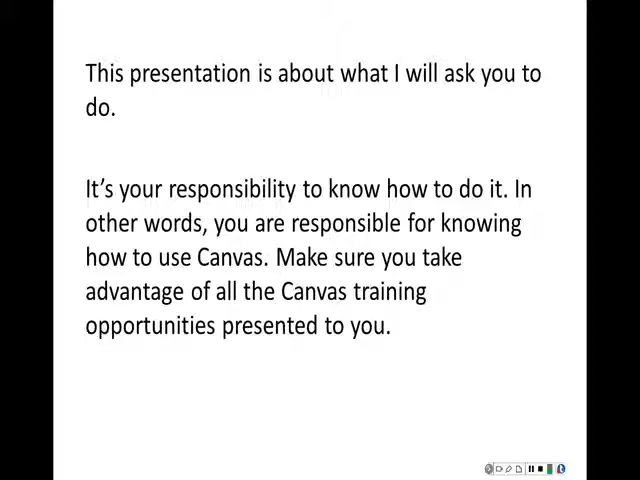 This presentation is about what I will ask you to
do.
It’s your responsibility to know how to do it. In
other words, you are responsible for knowing
how to use Canvas. Make sure you take
advantage of all the Canvas training
opportunities presented to you.